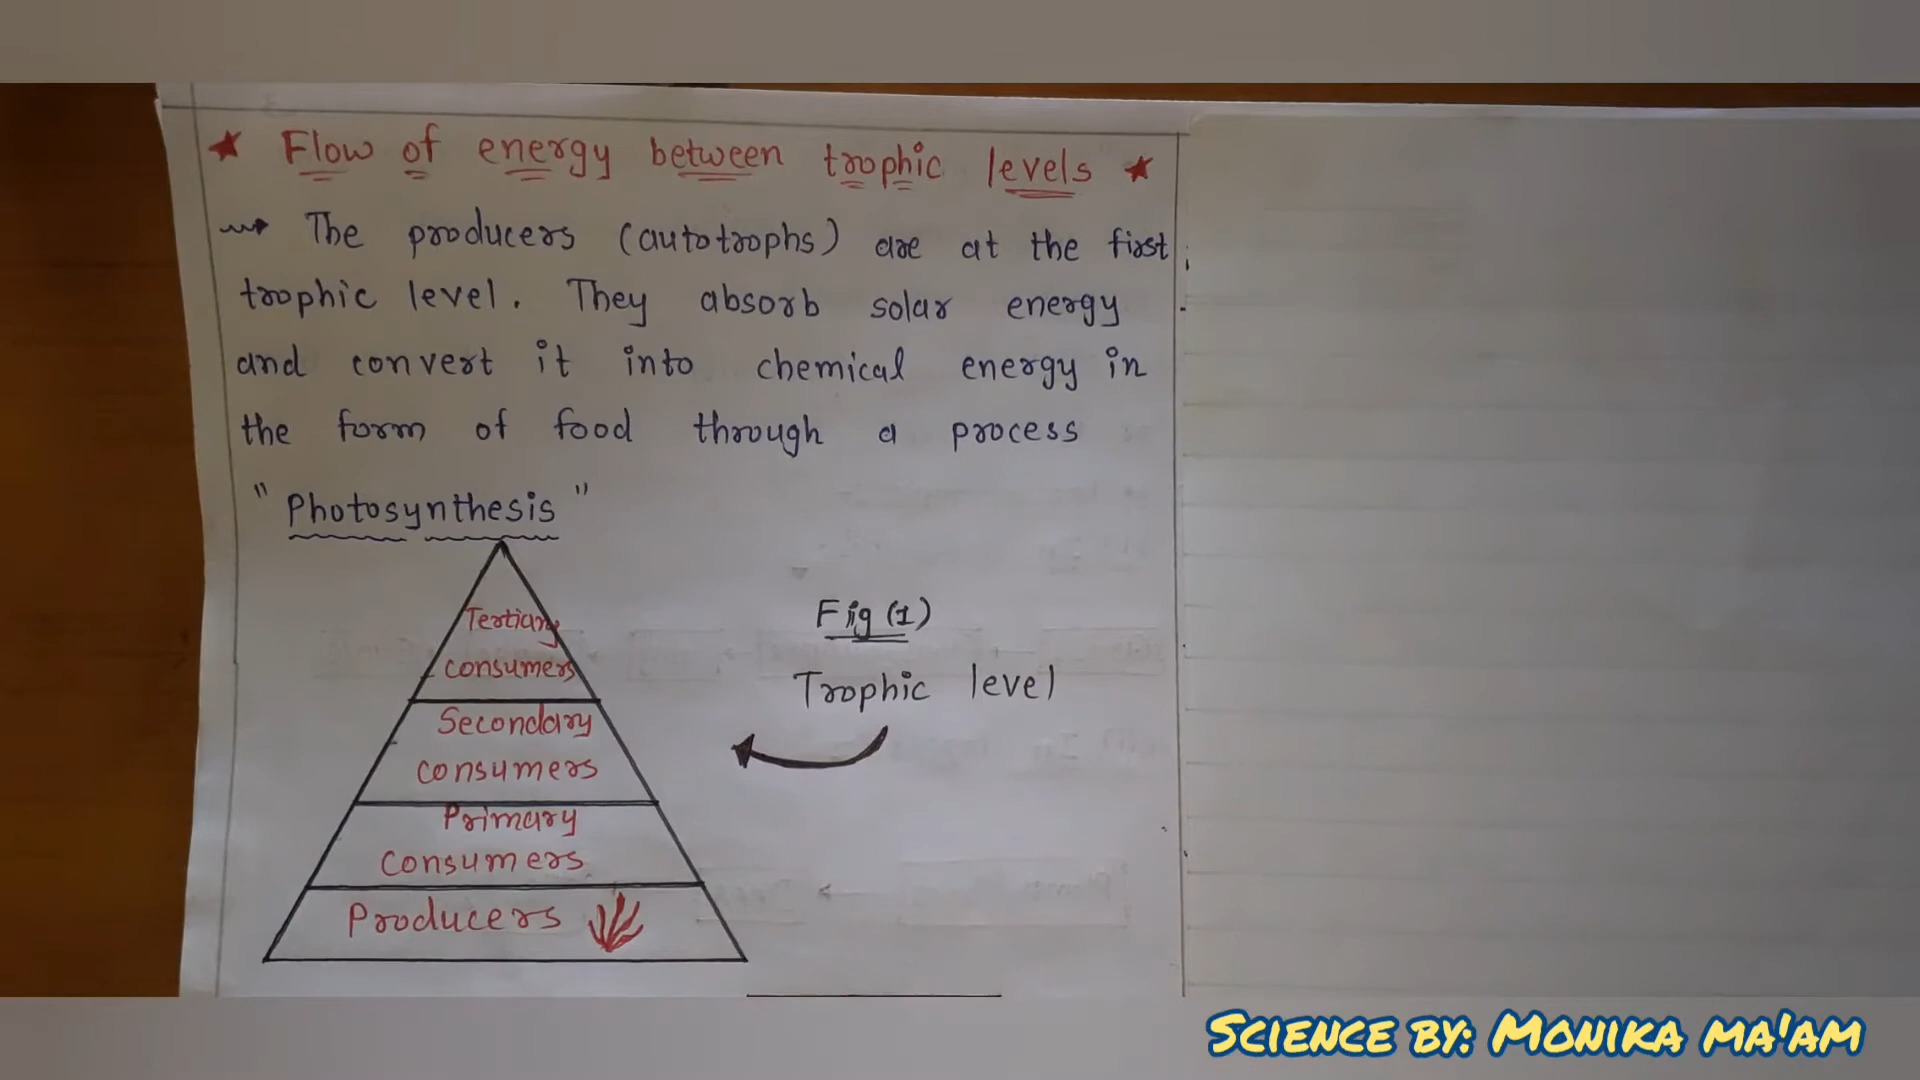 ★ Flow of energy between trophic levels ★
The producers (autotrophs) are at the first
trophic level. They absorb solar energy
and convert it into chemical energy in
the form of food through a process
"Photosynthesis"
Tertiary
consumers
Secondary
consumers
Primary
Consumers
Producers
Fig (1)
Trophic level
Science by: Monika ma'am